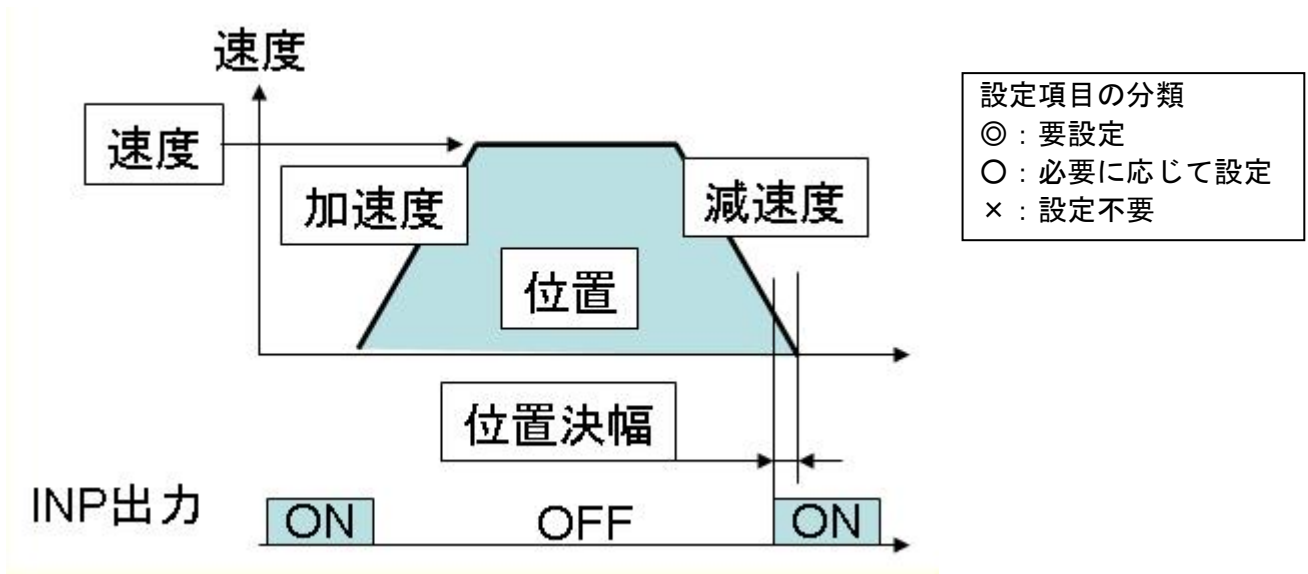 速度
速度
加速度
減速度
位置
位置決幅
INP出力
ON
OFF
ON
設定項目の分類
◎：要設定
○：必要に応じて設定
×：設定不要